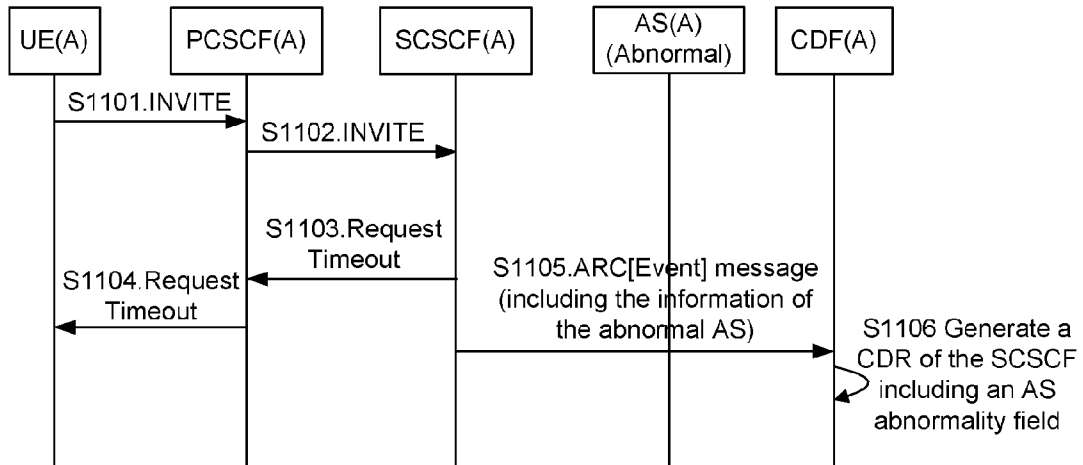 UE(A)
PCSCF(A)
SCSCF(A)
AS(A)
(Abnormal)
CDF(A)
S1101.INVITE
S1102.INVITE
S1103.Request
Timeout
S1104.Request
Timeout
S1105.ARC[Event] message
(including the information of
the abnormal AS)
S1106 Generate a
CDR of the SCSCF
including an AS
abnormality field